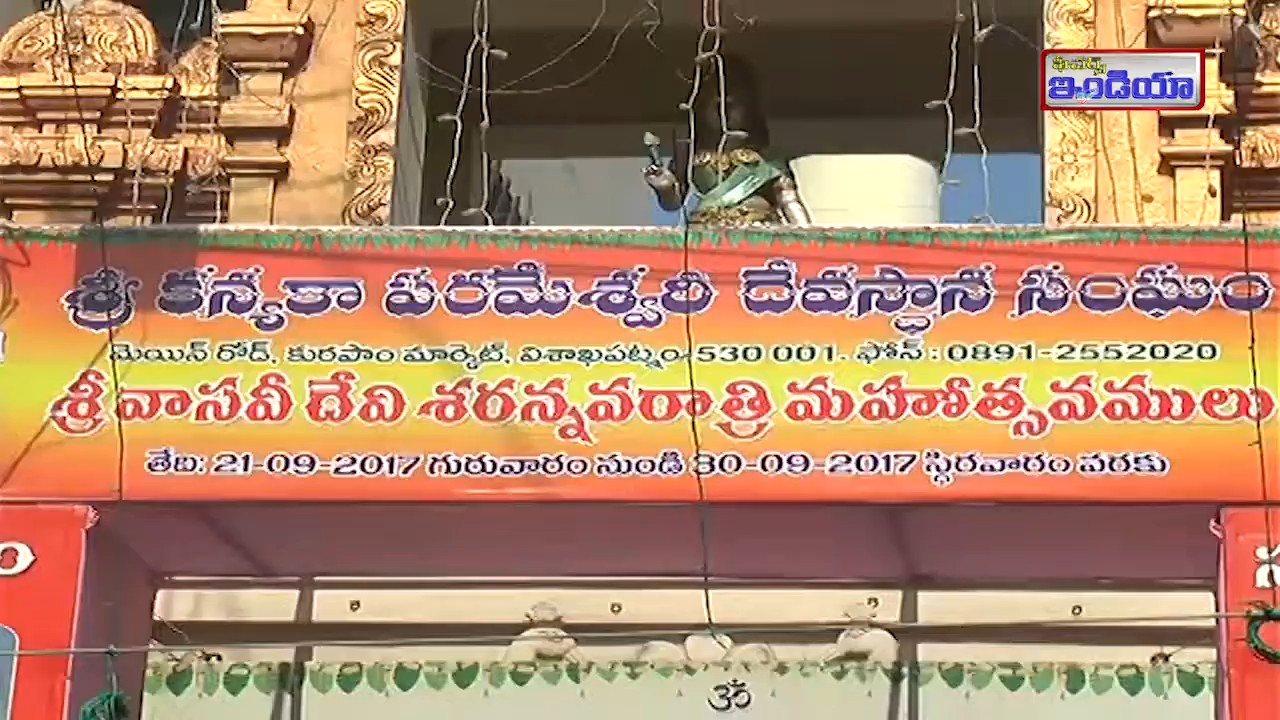 ఇండియా
శ్రీ కన్యకా పరమేశ్వరి దేవస్థాన సంఘం
మెయిన్ రోడ్, కురపాం మార్కెట్, విశాఖపట్నం-530 001. ఫోన్ : 0891-2552020
శ్రీ వాసవీ దేవి శరన్నవరాత్రి మహోత్సవములు
తేది: 21-09-2017 గురువారం నుండి 30-09-2017 స్థిరవారం వరకు
ॐ